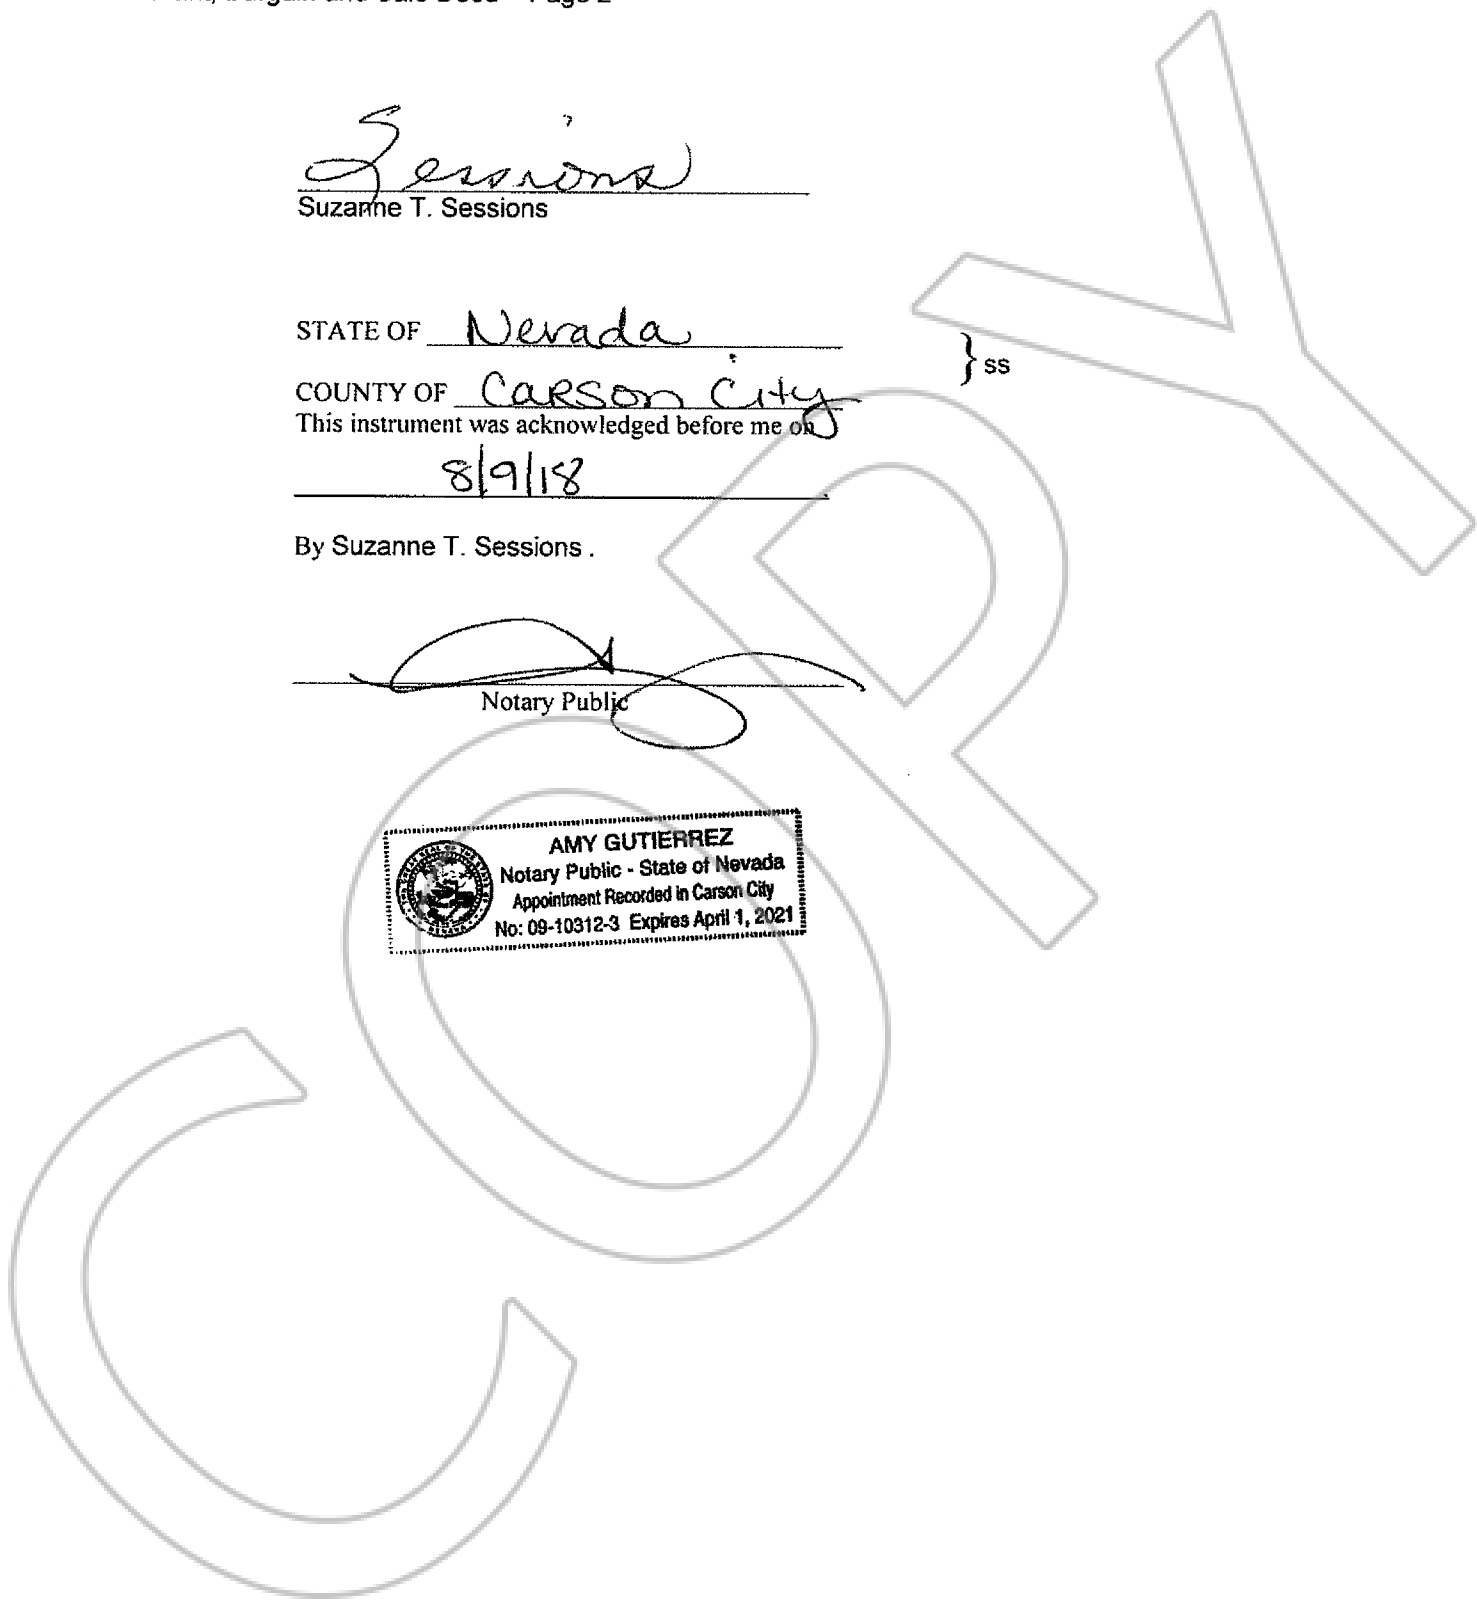 Bargain and Sale Deed - Page 2
Sessions
Suzanne T. Sessions
STATE OF Nevada
} ss
COUNTY OF Carson City
This instrument was acknowledged before me on
8/9/18
By Suzanne T. Sessions .
Notary Public
AMY GUTIERREZ
Notary Public - State of Nevada
Appointment Recorded in Carson City
No: 09-10312-3 Expires April 1, 2021
COPY